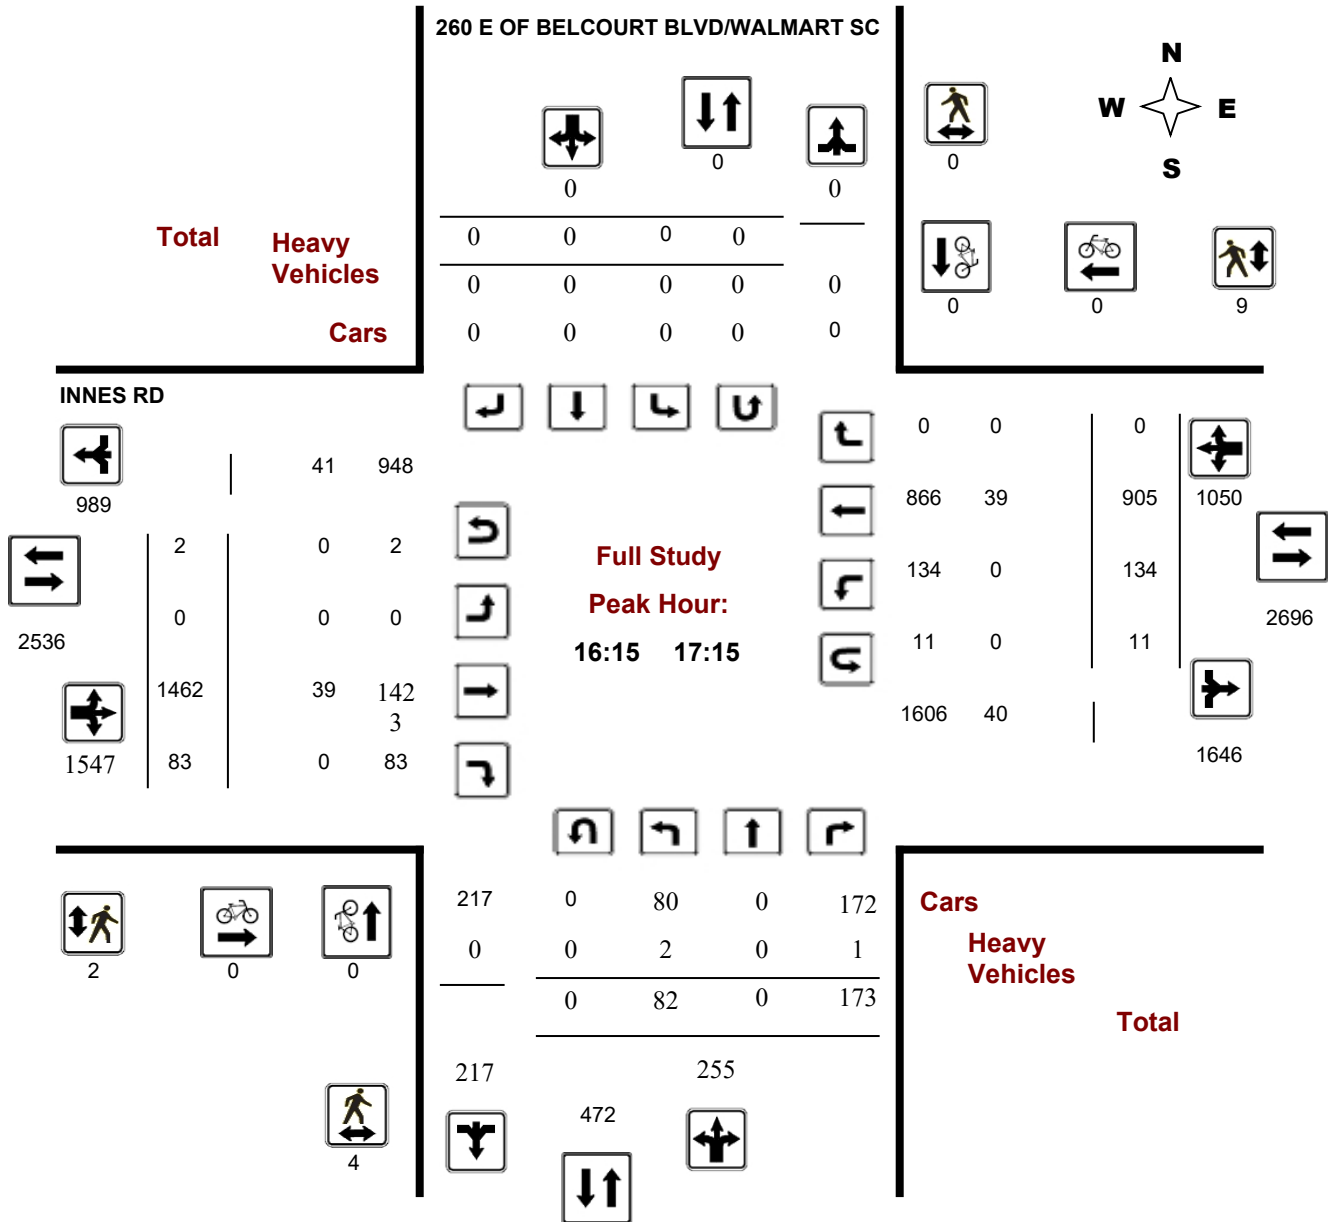 260 E OF BELCOURT BLVD/WALMART SC
N
W E
S
0
0
0 0
0
Total Heavy
Vehicles
0 0 0 0
0 0 0 0 0
Cars
0 0 0 0 0
0 0 9
INNES RD
41 948
989
2 0 2
0 0 0
2536
1462 39 142
3
1547 83 0 83
Full Study
Peak Hour:
16:15 17:15
0 0 0
866 39 905 1050
134 0 134
2696
11 0 11
1606 40
1646
217 0 80 0 172
0 0 2 0 1
0 82 0 173
217 255
472
2 0 0
4
Cars
Heavy
Vehicles
Total